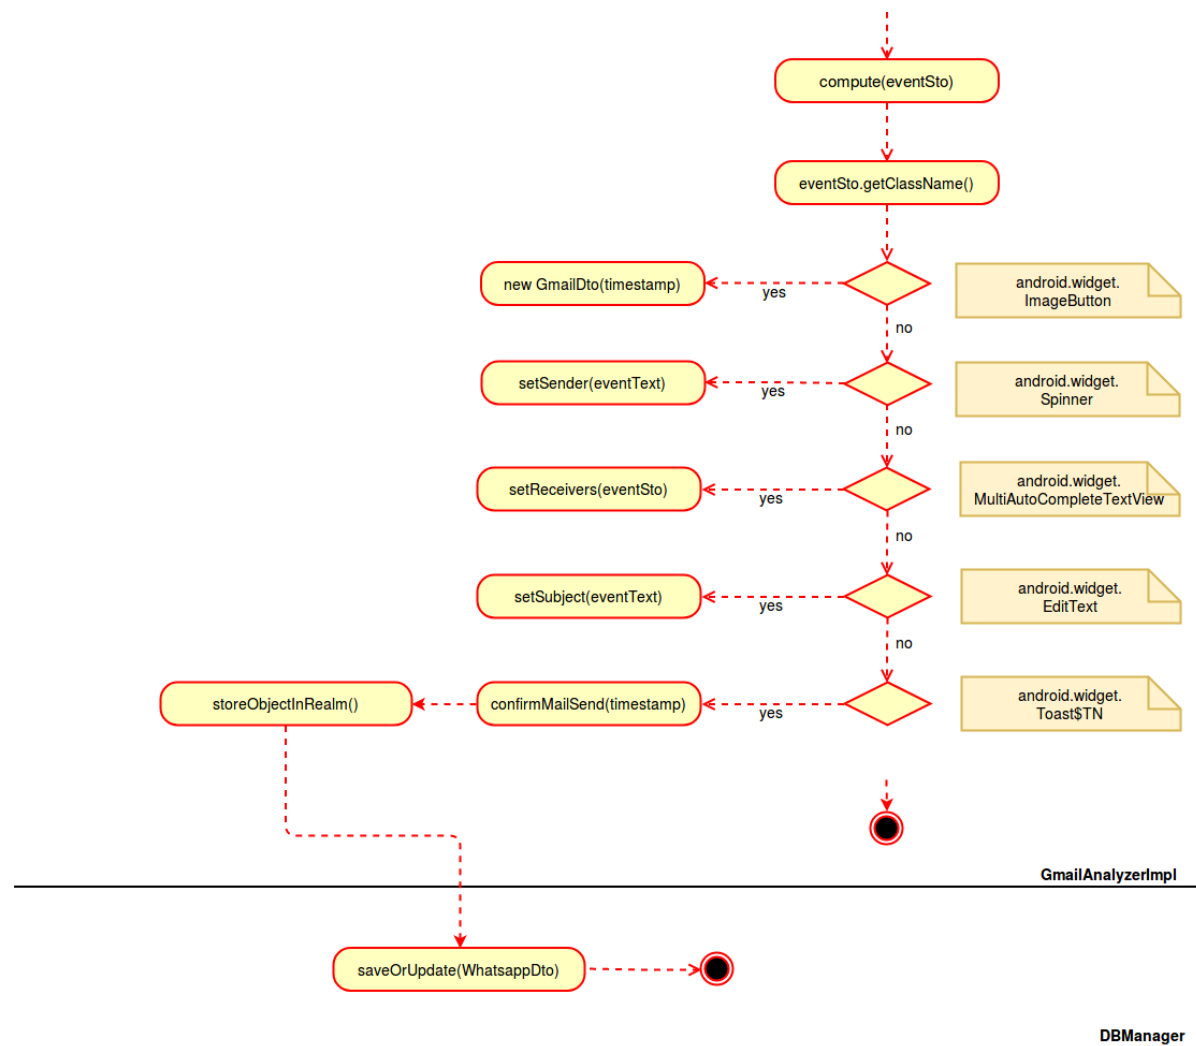 compute(eventSto)
eventSto.getClassName()
new GmailDto(timestamp)
yes
android.widget.
ImageButton
no
setSender(eventText)
yes
android.widget.
Spinner
no
setReceivers(eventSto)
yes
android.widget.
MultiAutoCompleteTextView
no
setSubject(eventText)
yes
android.widget.
EditText
no
storeObjectInRealm()
confirmMailSend(timestamp)
yes
android.widget.
Toast$TN
GmailAnalyzerImpl
saveOrUpdate(WhatsappDto)
DBManager